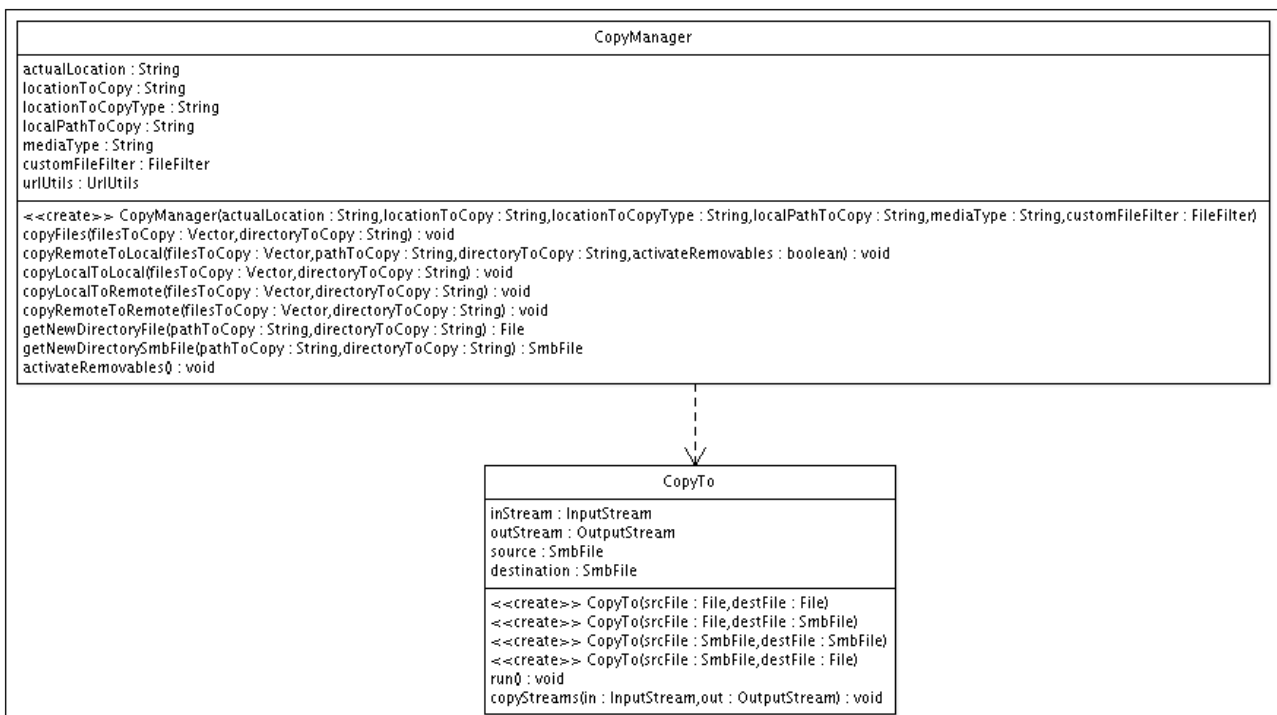 CopyManager
actualLocation : String
locationToCopy : String
locationToCopyType : String
localPathToCopy : String
mediaType : String
customFileFilter : FileFilter
urlUtils : UrlUtils
<<create>> CopyManager(actualLocation : String,locationToCopy : String,locationToCopyType : String,localPathToCopy : String,mediaType : String,customFileFilter : FileFilter)
copyFiles(filesToCopy : Vector,directoryToCopy : String) : void
copyRemoteToLocal(filesToCopy : Vector,pathToCopy : String,directoryToCopy : String,activateRemovables : boolean) : void
copyLocalToLocal(filesToCopy : Vector,directoryToCopy : String) : void
copyLocalToRemote(filesToCopy : Vector,directoryToCopy : String) : void
copyRemoteToRemote(filesToCopy : Vector,directoryToCopy : String) : void
getNewDirectoryFile(pathToCopy : String,directoryToCopy : String) : File
getNewDirectorySmbFile(pathToCopy : String,directoryToCopy : String) : SmbFile
activateRemovables() : void
CopyTo
inStream : InputStream
outStream : OutputStream
source : SmbFile
destination : SmbFile
<<create>> CopyTo(srcFile : File,destFile : File)
<<create>> CopyTo(srcFile : File,destFile : SmbFile)
<<create>> CopyTo(srcFile : SmbFile,destFile : SmbFile)
<<create>> CopyTo(srcFile : SmbFile,destFile : File)
run() : void
copyStreams(in : InputStream,out : OutputStream) : void